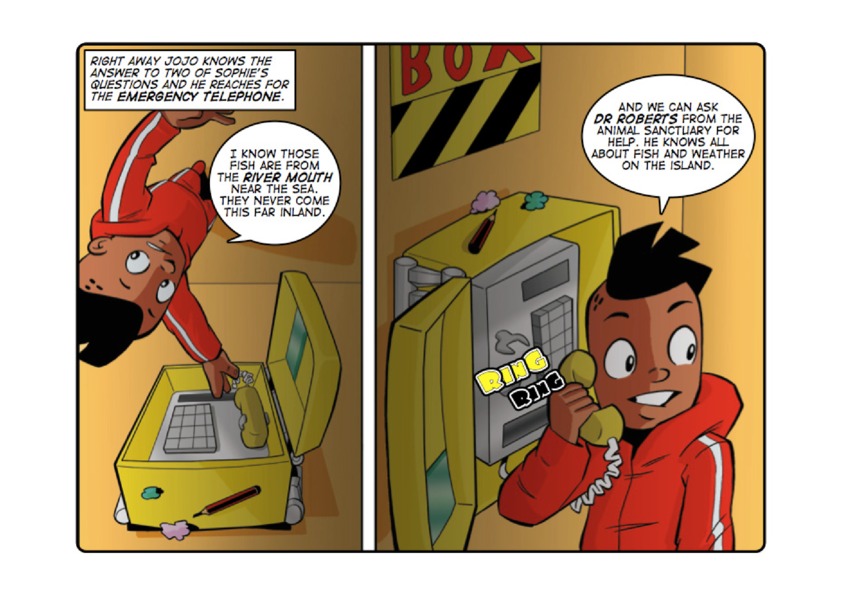 RIGHT AWAY JOJO KNOWS THE
ANSWER TO TWO OF SOPHIE'S
QUESTIONS AND HE REACHES FOR
THE EMERGENCY TELEPHONE.
I KNOW THOSE
FISH ARE FROM
THE RIVER MOUTH
NEAR THE SEA.
THEY NEVER COME
THIS FAR INLAND.
BOX
AND WE CAN ASK
DR ROBERTS FROM THE
ANIMAL SANCTUARY FOR
HELP. HE KNOWS ALL
ABOUT FISH AND WEATHER
ON THE ISLAND.
RING
RING